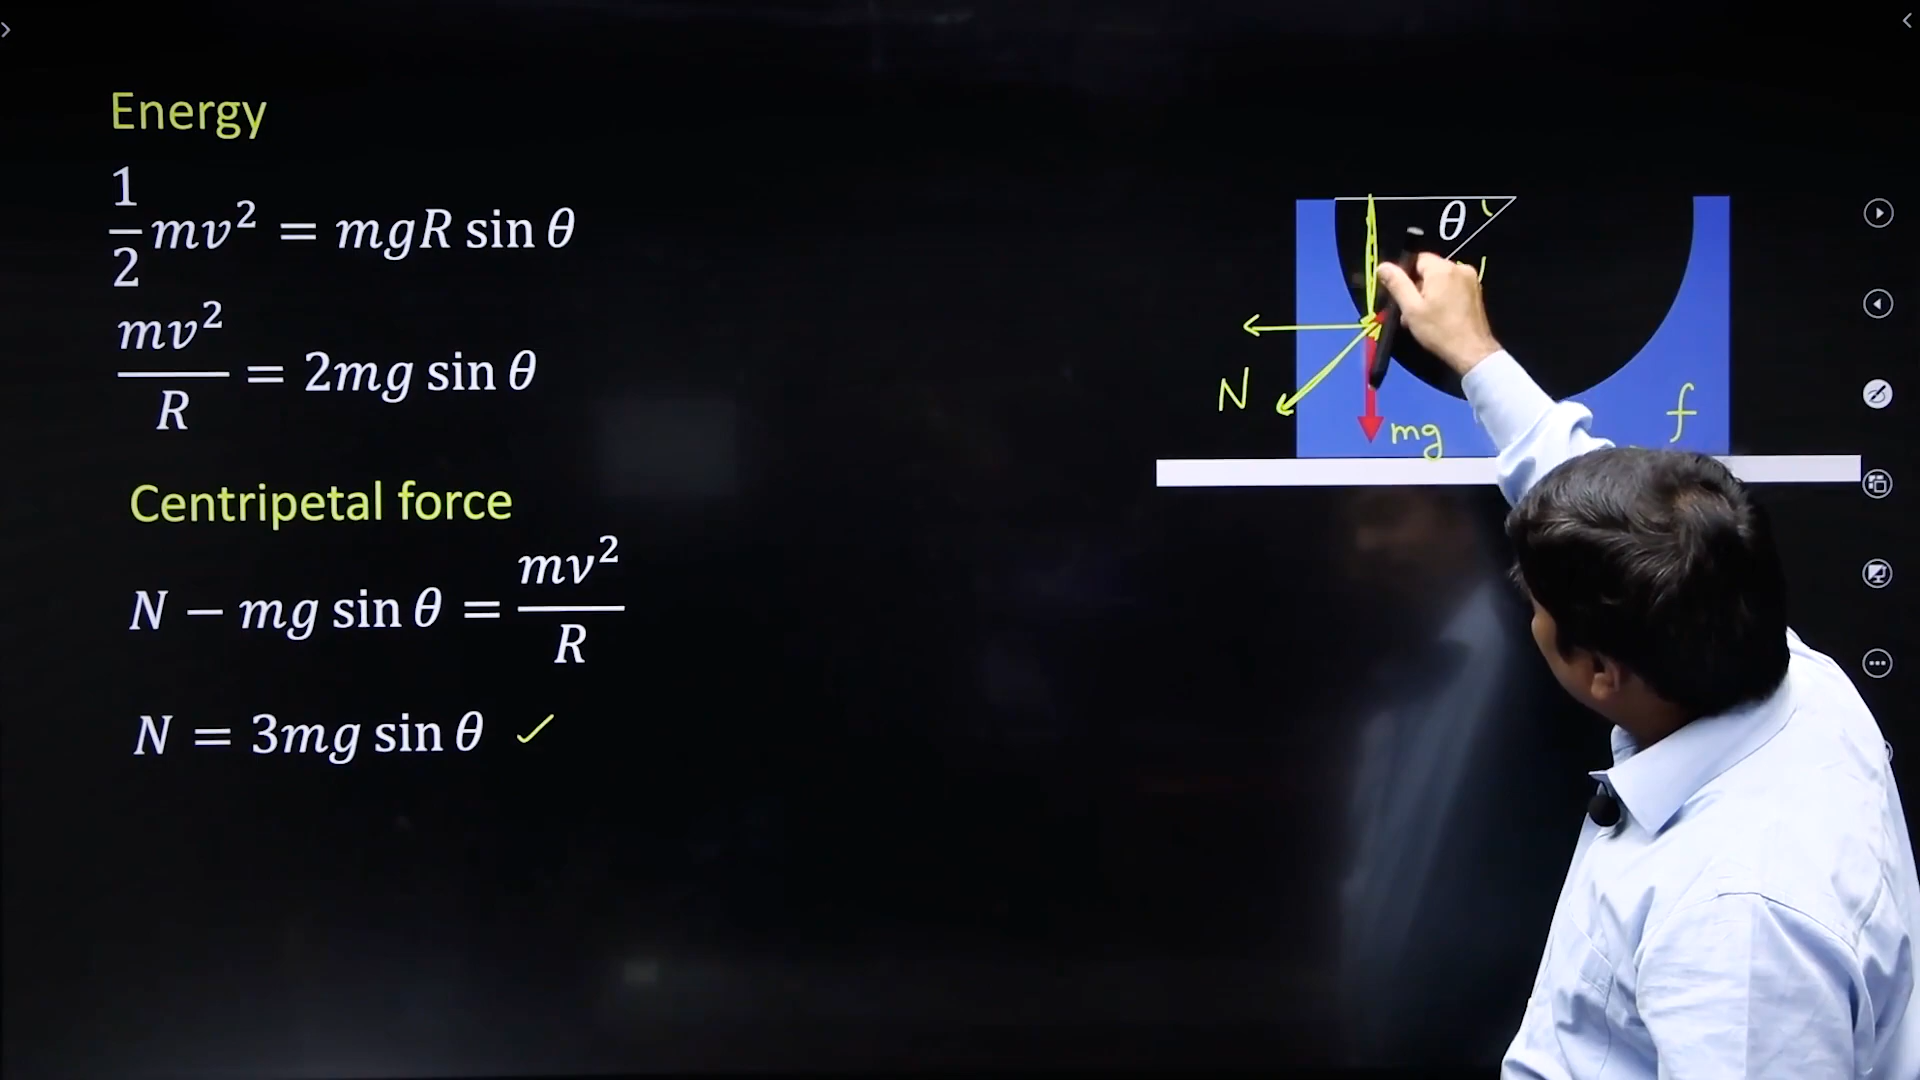 Energy
1/2 mv² = mgR sin θ
mv²/R = 2mg sin θ
Centripetal force
N − mg sin θ = mv²/R
N = 3mg sin θ ✓
θ
N
mg
f